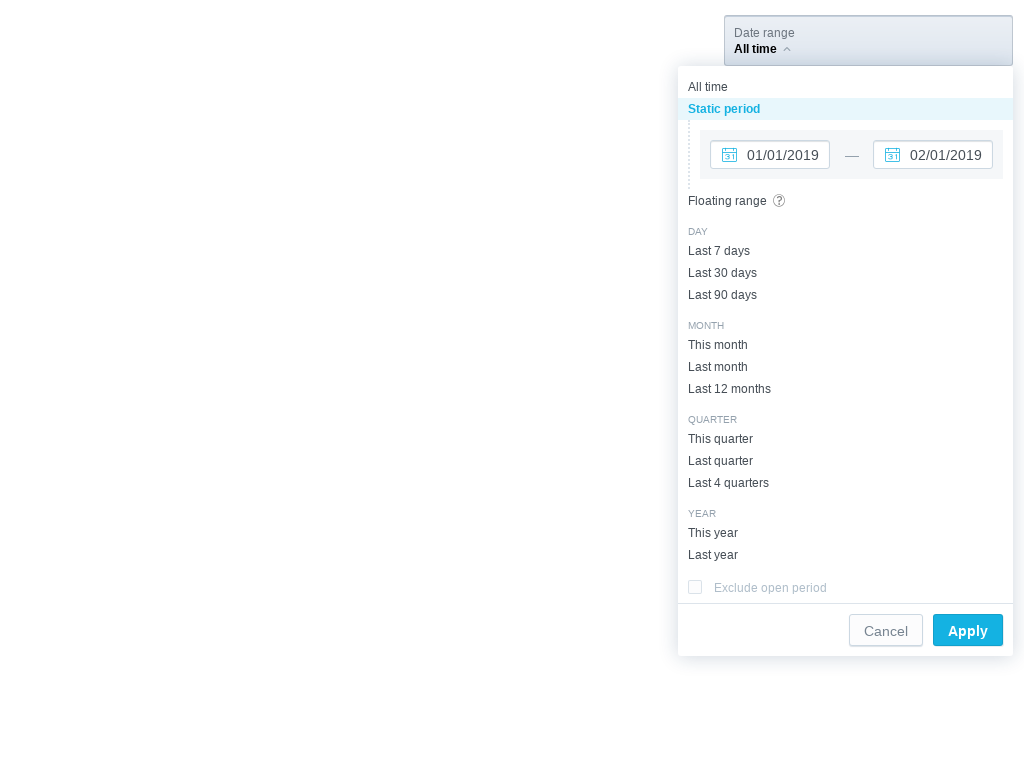 Date range
All time
All time
Static period
01/01/2019 — 02/01/2019
Floating range ?
DAY
Last 7 days
Last 30 days
Last 90 days
MONTH
This month
Last month
Last 12 months
QUARTER
This quarter
Last quarter
Last 4 quarters
YEAR
This year
Last year
Exclude open period
Cancel Apply